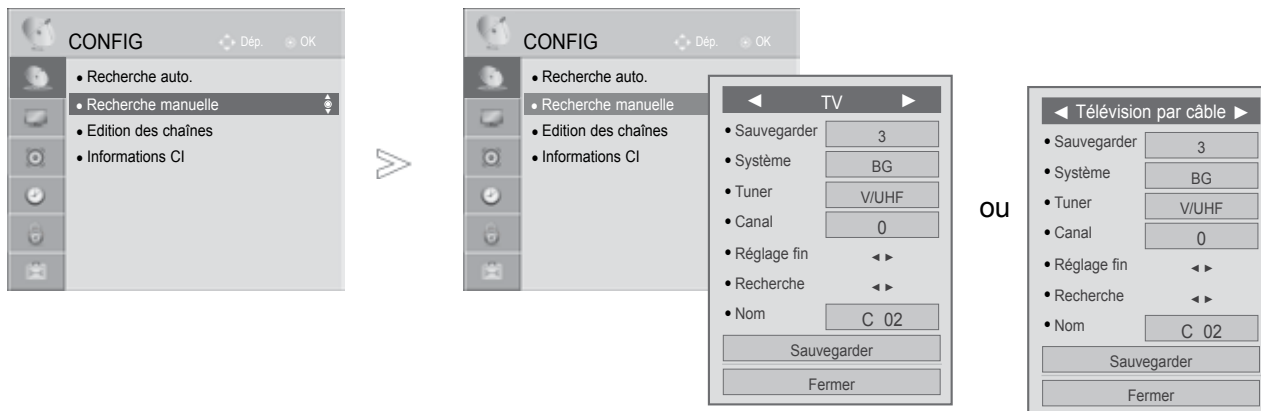 CONFIG
Dép. OK
• Recherche auto.
• Recherche manuelle
• Edition des chaînes
• Informations CI
CONFIG
Dép. OK
• Recherche auto.
• Recherche manuelle
• Edition des chaînes
• Informations CI
◄ TV ►
• Sauvegarder 3
• Système BG
• Tuner V/UHF
• Canal 0
• Réglage fin ◄ ►
• Recherche ◄ ►
• Nom C 02
Sauvegarder
Fermer
ou
◄ Télévision par câble ►
• Sauvegarder 3
• Système BG
• Tuner V/UHF
• Canal 0
• Réglage fin ◄ ►
• Recherche ◄ ►
• Nom C 02
Sauvegarder
Fermer